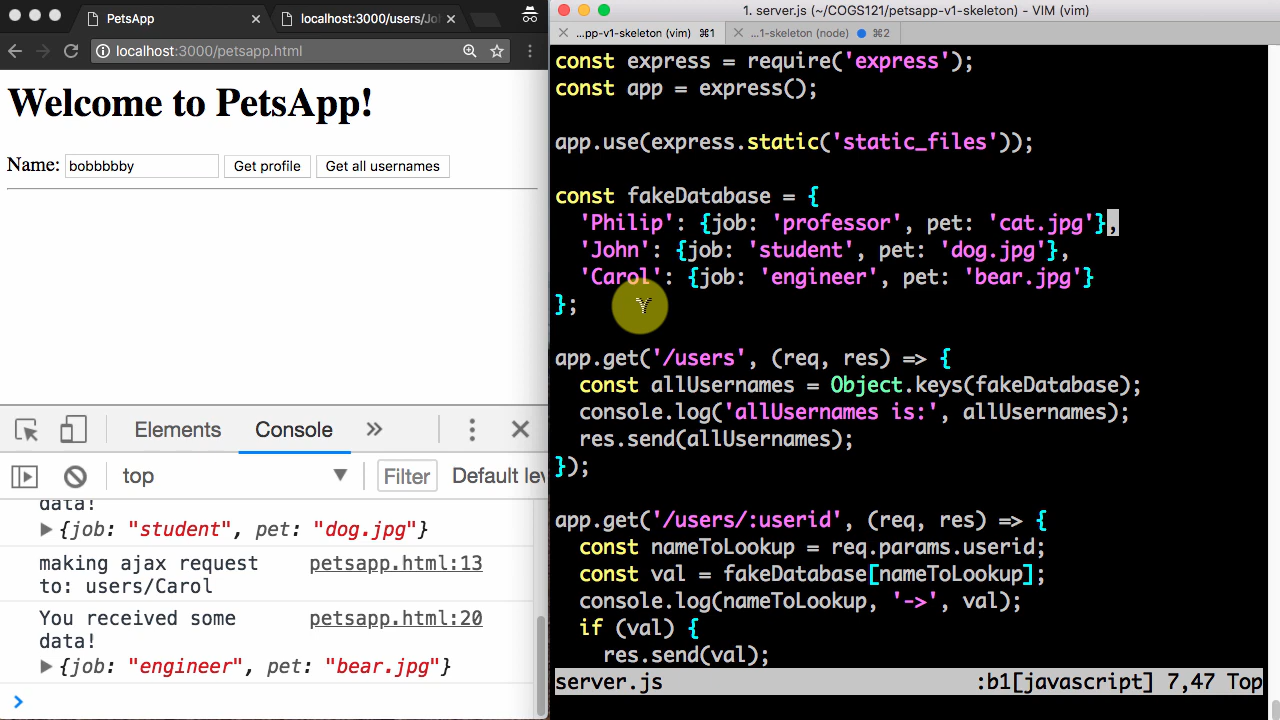 PetsApp
localhost:3000/users/Jol
localhost:3000/petsapp.html
Welcome to PetsApp!
Name: bobbbbby Get profile Get all usernames
Elements Console »
top Filter Default lev
data!
{job: "student", pet: "dog.jpg"}
making ajax request petsapp.html:13
to: users/Carol
You received some petsapp.html:20
data!
{job: "engineer", pet: "bear.jpg"}
>
1. server.js (~/COGS121/petsapp-v1-skeleton) - VIM (vim)
...pp-v1-skeleton (vim) ⌘1 ...1-skeleton (node) ⌘2
const express = require('express');
const app = express();
app.use(express.static('static_files'));
const fakeDatabase = {
'Philip': {job: 'professor', pet: 'cat.jpg'},
'John': {job: 'student', pet: 'dog.jpg'},
'Carol': {job: 'engineer', pet: 'bear.jpg'}
};
app.get('/users', (req, res) => {
const allUsernames = Object.keys(fakeDatabase);
console.log('allUsernames is:', allUsernames);
res.send(allUsernames);
});
app.get('/users/:userid', (req, res) => {
const nameToLookup = req.params.userid;
const val = fakeDatabase[nameToLookup];
console.log(nameToLookup, '->', val);
if (val) {
res.send(val);
server.js :b1[javascript] 7,47 Top